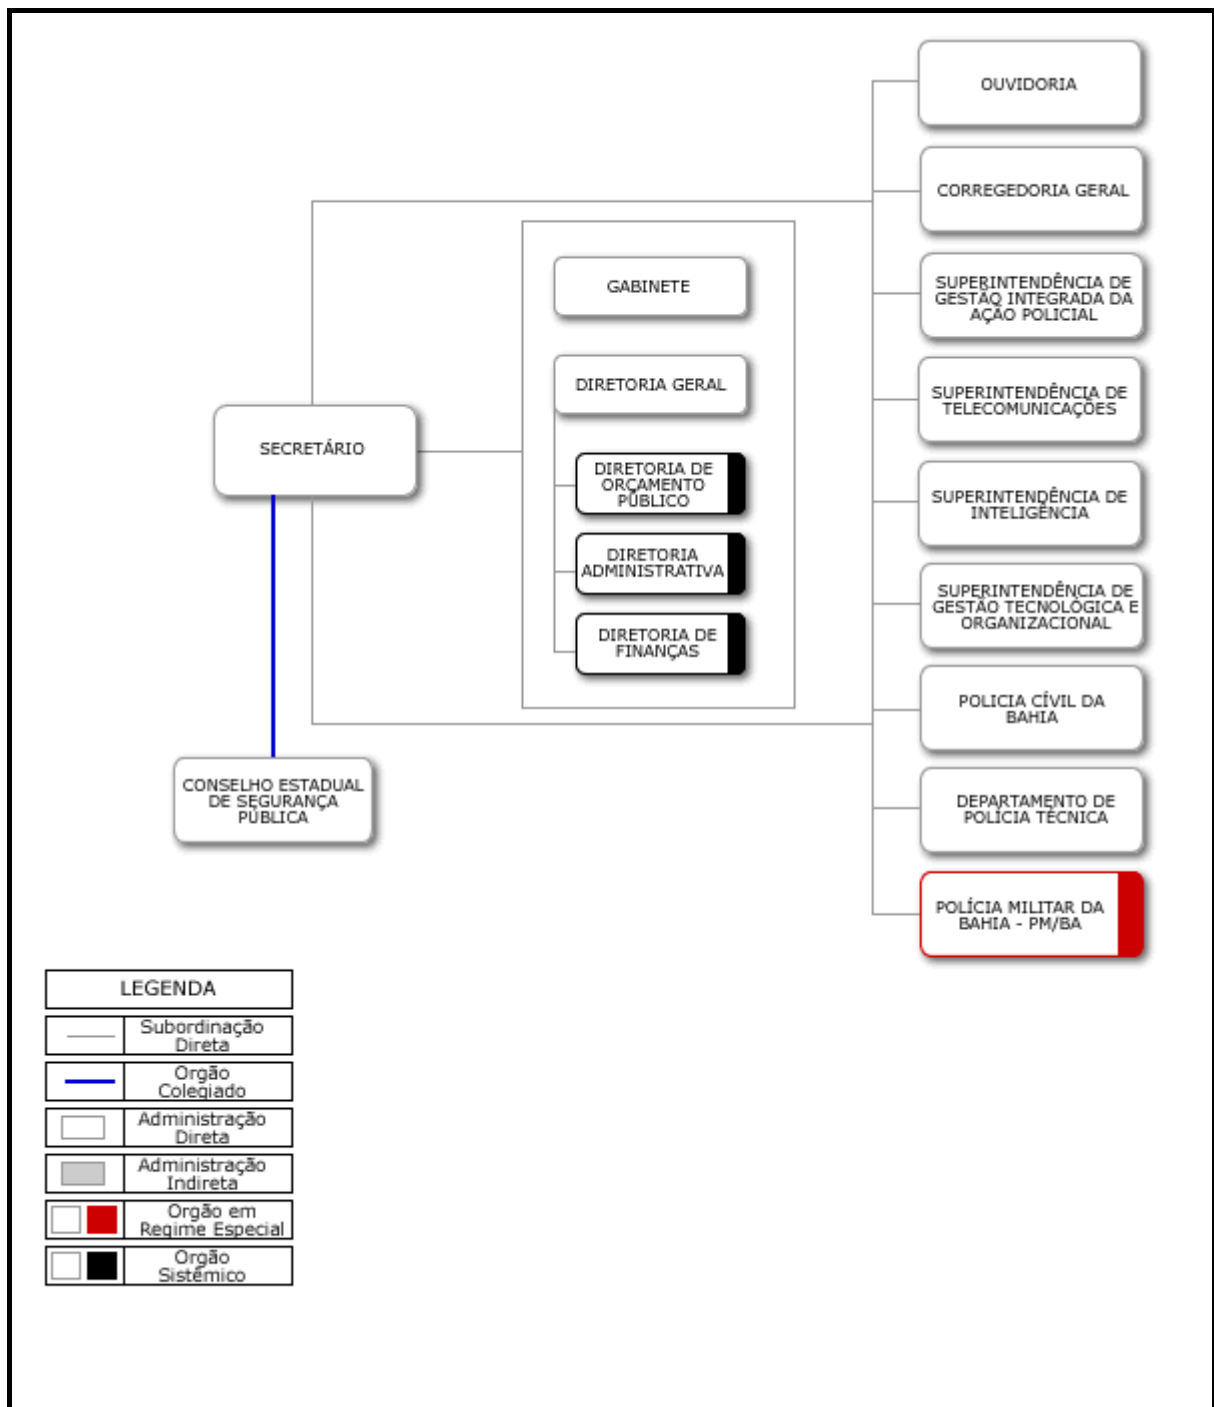 OUVIDORIA
CORREGEDORIA GERAL
SUPERINTENDÊNCIA DE
GESTÃO INTEGRADA DA
AÇÃO POLICIAL
GABINETE
DIRETORIA GERAL
SUPERINTENDÊNCIA DE
TELECOMUNICAÇÕES
SECRETÁRIO
DIRETORIA DE
ORÇAMENTO
PÚBLICO
SUPERINTENDÊNCIA DE
INTELIGÊNCIA
DIRETORIA
ADMINISTRATIVA
SUPERINTENDÊNCIA DE
GESTÃO TECNOLÓGICA E
ORGANIZACIONAL
DIRETORIA DE
FINANÇAS
POLICIA CÍVIL DA
BAHIA
CONSELHO ESTADUAL
DE SEGURANÇA
PÚBLICA
DEPARTAMENTO DE
POLÍCIA TÉCNICA
POLÍCIA MILITAR DA
BAHIA - PM/BA
LEGENDA
Subordinação
Direta
Orgão
Colegiado
Administração
Direta
Administração
Indireta
Orgão em
Regime Especial
Orgão
Sistêmico